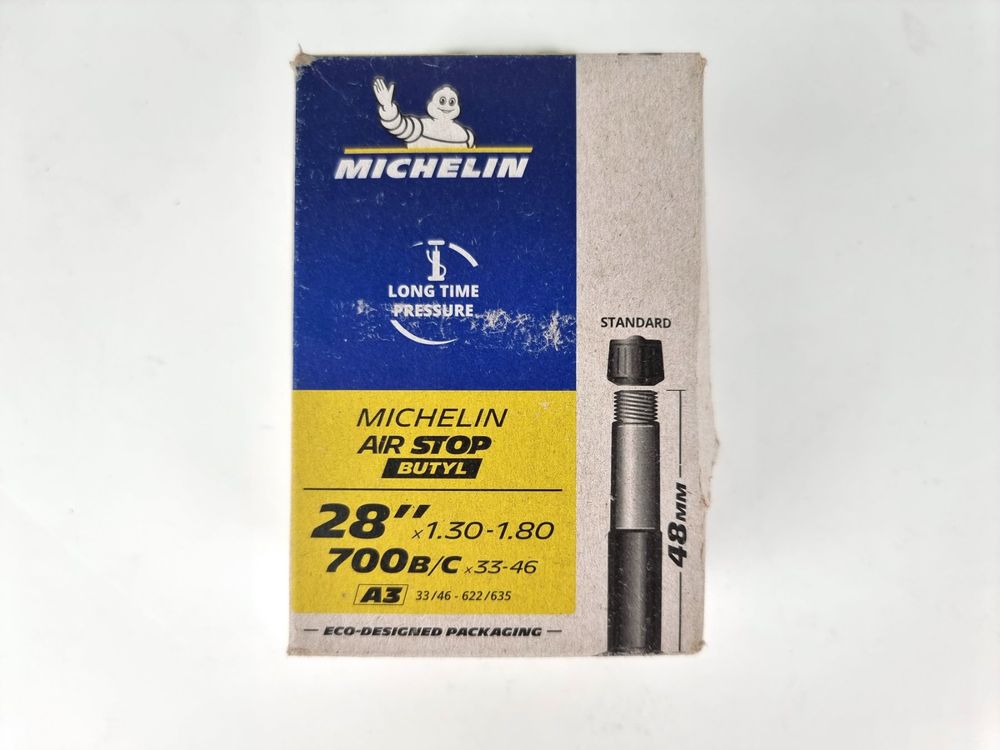 MICHELIN
LONG TIME
PRESSURE
STANDARD
48MM
MICHELIN
AIR STOP
BUTYL
28’’ x1.30-1.80
700B/C x33-46
A3 33/46 - 622/635
— ECO-DESIGNED PACKAGING —